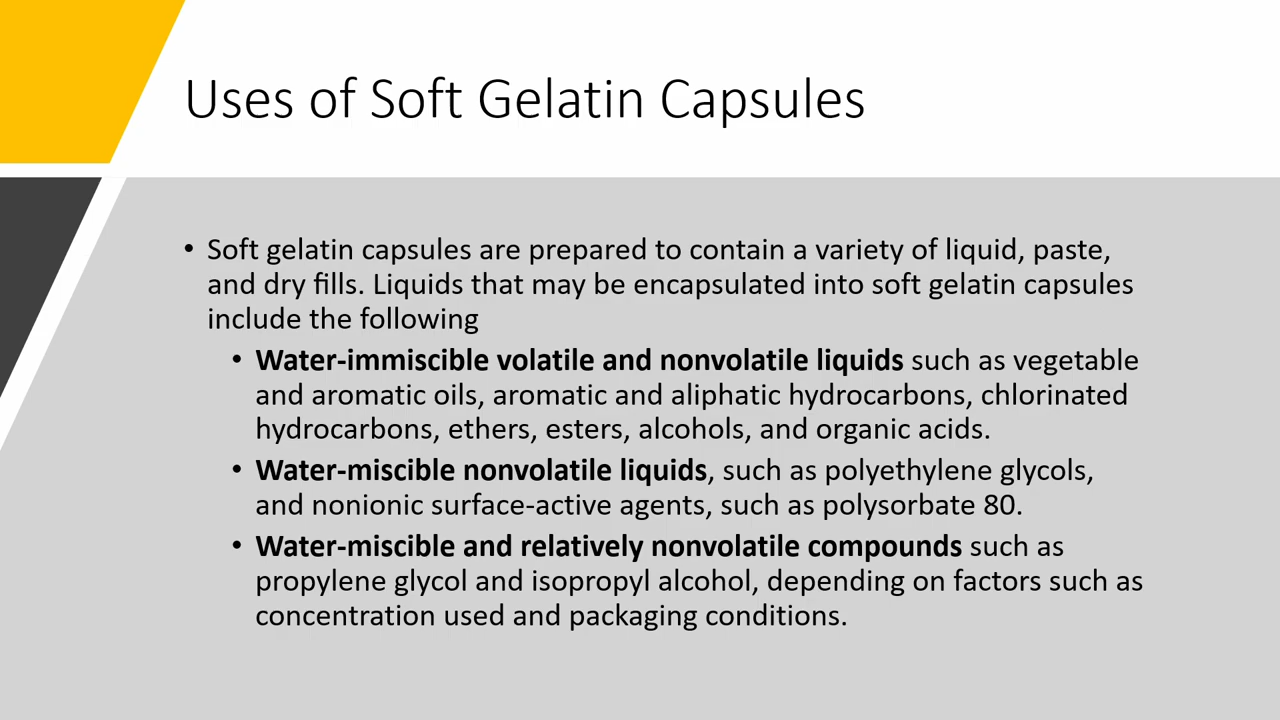 Uses of Soft Gelatin Capsules
• Soft gelatin capsules are prepared to contain a variety of liquid, paste,
and dry fills. Liquids that may be encapsulated into soft gelatin capsules
include the following
• Water-immiscible volatile and nonvolatile liquids such as vegetable
and aromatic oils, aromatic and aliphatic hydrocarbons, chlorinated
hydrocarbons, ethers, esters, alcohols, and organic acids.
• Water-miscible nonvolatile liquids, such as polyethylene glycols,
and nonionic surface-active agents, such as polysorbate 80.
• Water-miscible and relatively nonvolatile compounds such as
propylene glycol and isopropyl alcohol, depending on factors such as
concentration used and packaging conditions.